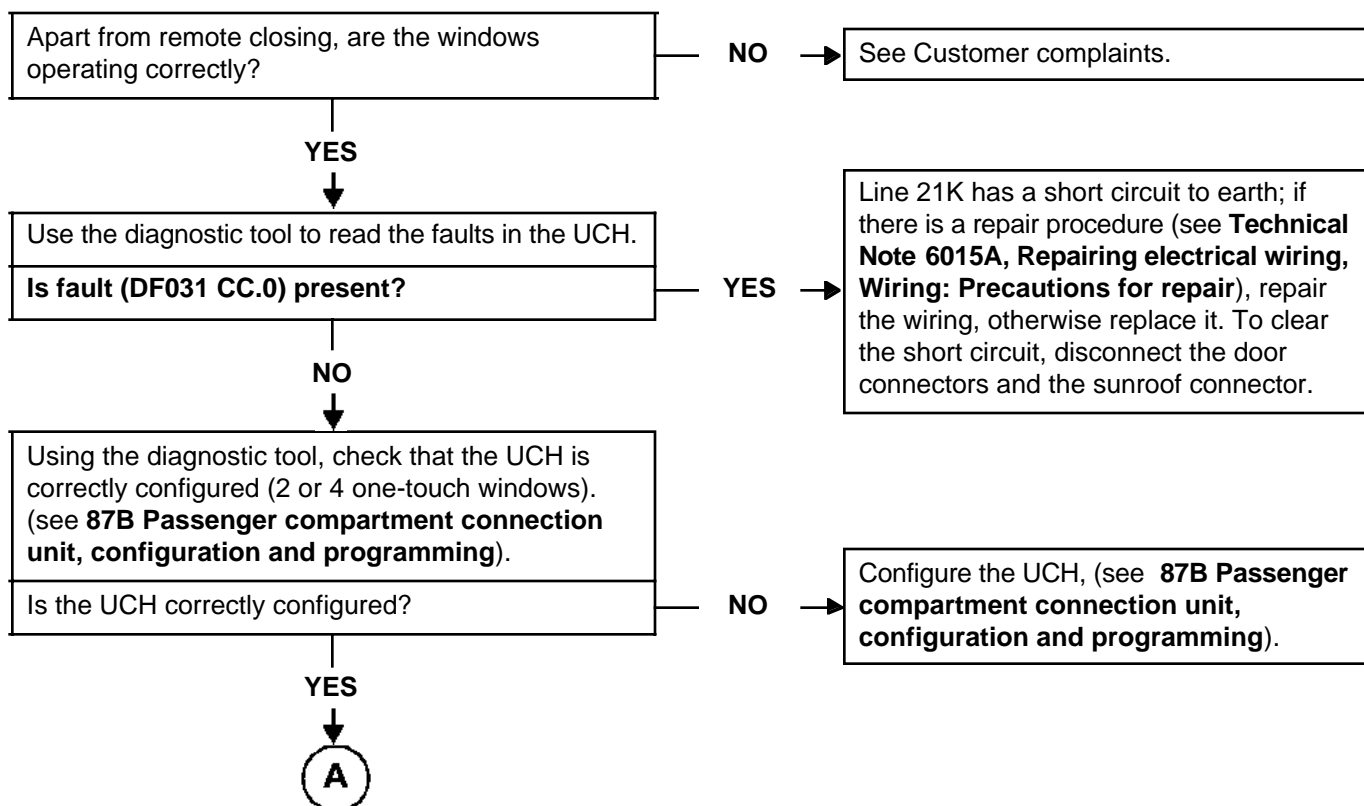 Apart from remote closing, are the windows
operating correctly?
NO
See Customer complaints.
YES
Use the diagnostic tool to read the faults in the UCH.
Is fault (DF031 CC.0) present?
YES
Line 21K has a short circuit to earth; if
there is a repair procedure (see Technical
Note 6015A, Repairing electrical wiring,
Wiring: Precautions for repair), repair
the wiring, otherwise replace it. To clear
the short circuit, disconnect the door
connectors and the sunroof connector.
NO
Using the diagnostic tool, check that the UCH is
correctly configured (2 or 4 one-touch windows).
(see 87B Passenger compartment connection
unit, configuration and programming).
Is the UCH correctly configured?
NO
Configure the UCH, (see 87B Passenger
compartment connection unit,
configuration and programming).
YES
A